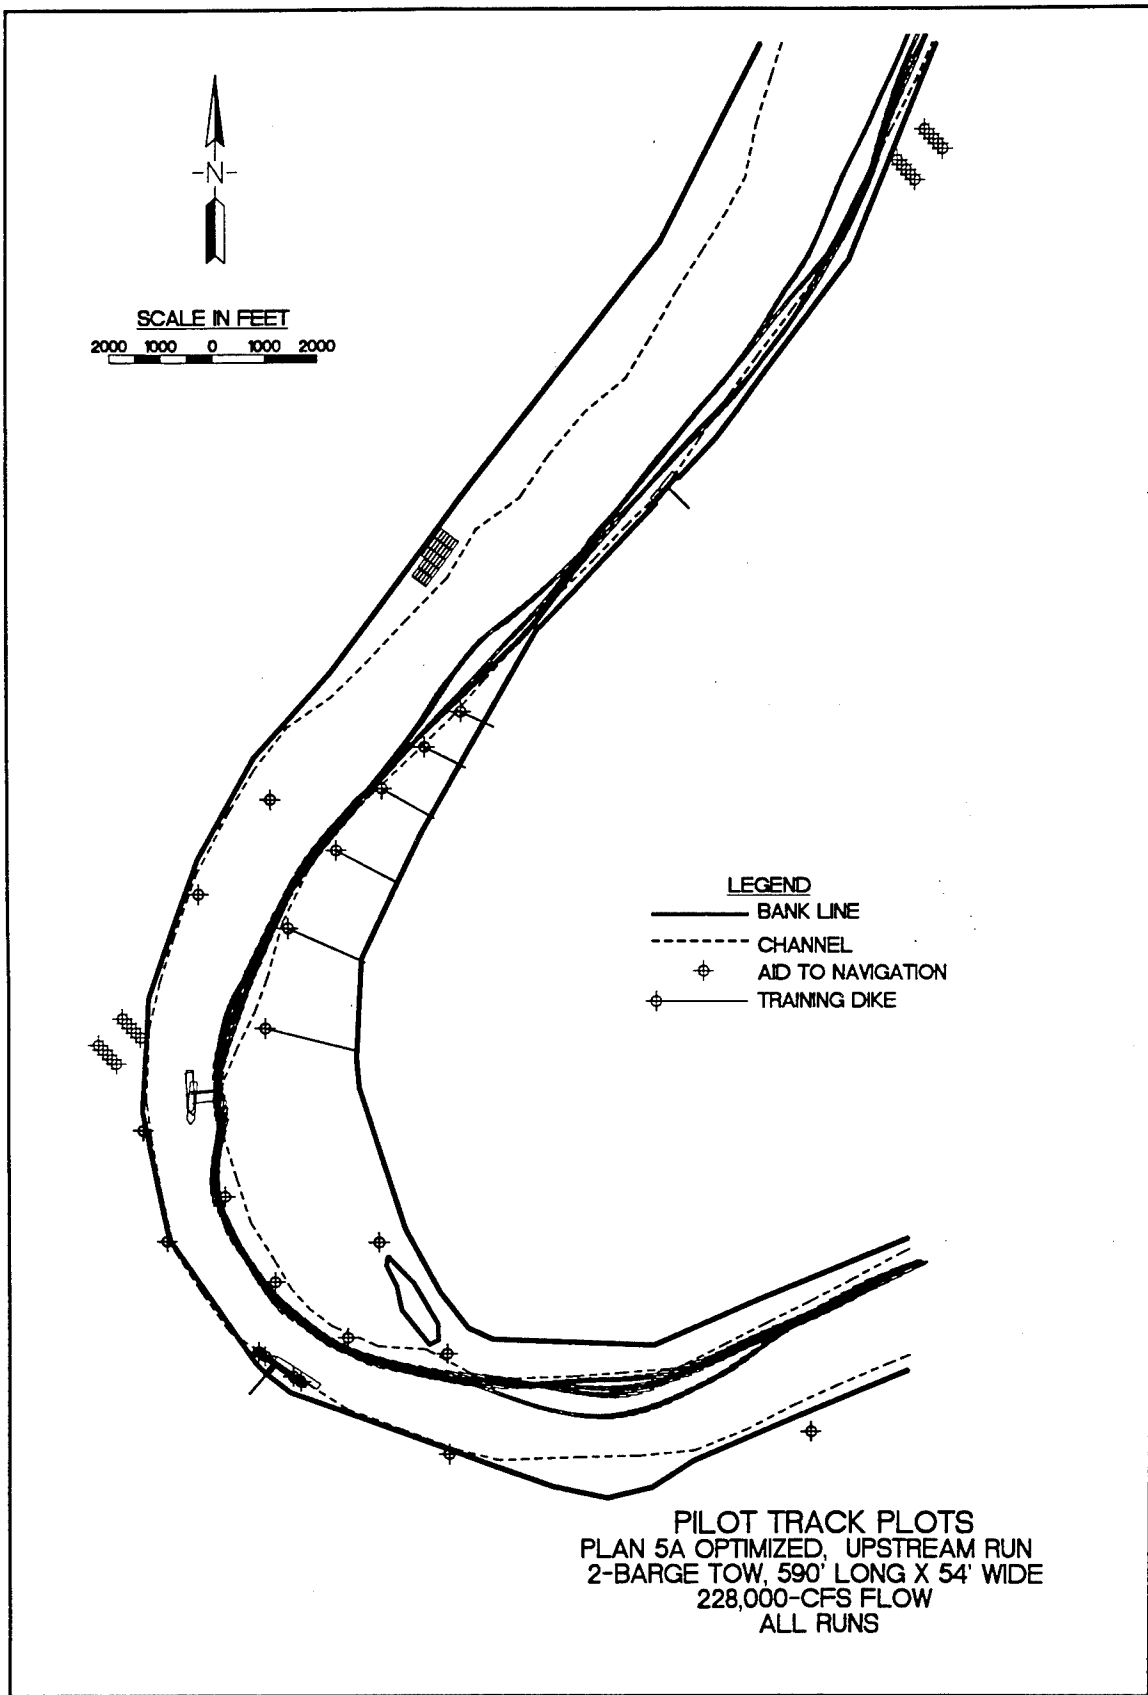 -N-
SCALE IN FEET
2000 1000 0 1000 2000
LEGEND
BANK LINE
CHANNEL
AID TO NAVIGATION
TRAINING DIKE
PILOT TRACK PLOTS
PLAN 5A OPTIMIZED, UPSTREAM RUN
2-BARGE TOW, 590' LONG X 54' WIDE
228,000-CFS FLOW
ALL RUNS